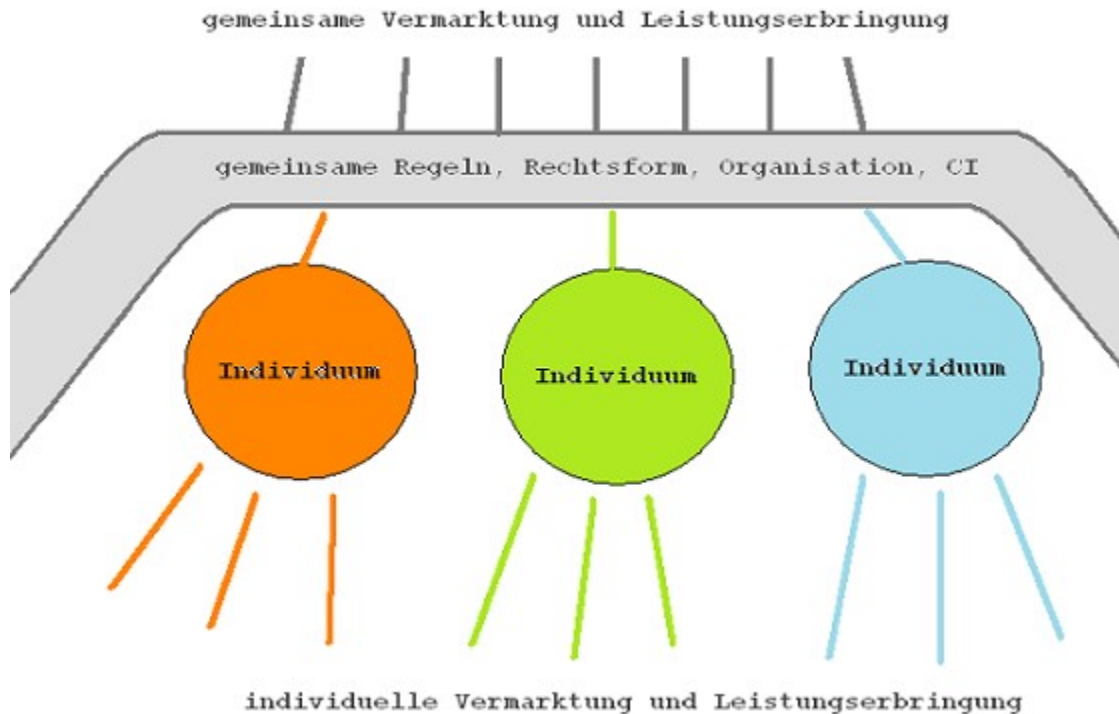 gemeinsame Vermarktung und Leistungserbringung
gemeinsame Regeln, Rechtsform, Organisation, CI
Individuum
Individuum
Individuum
individuelle Vermarktung und Leistungserbringung